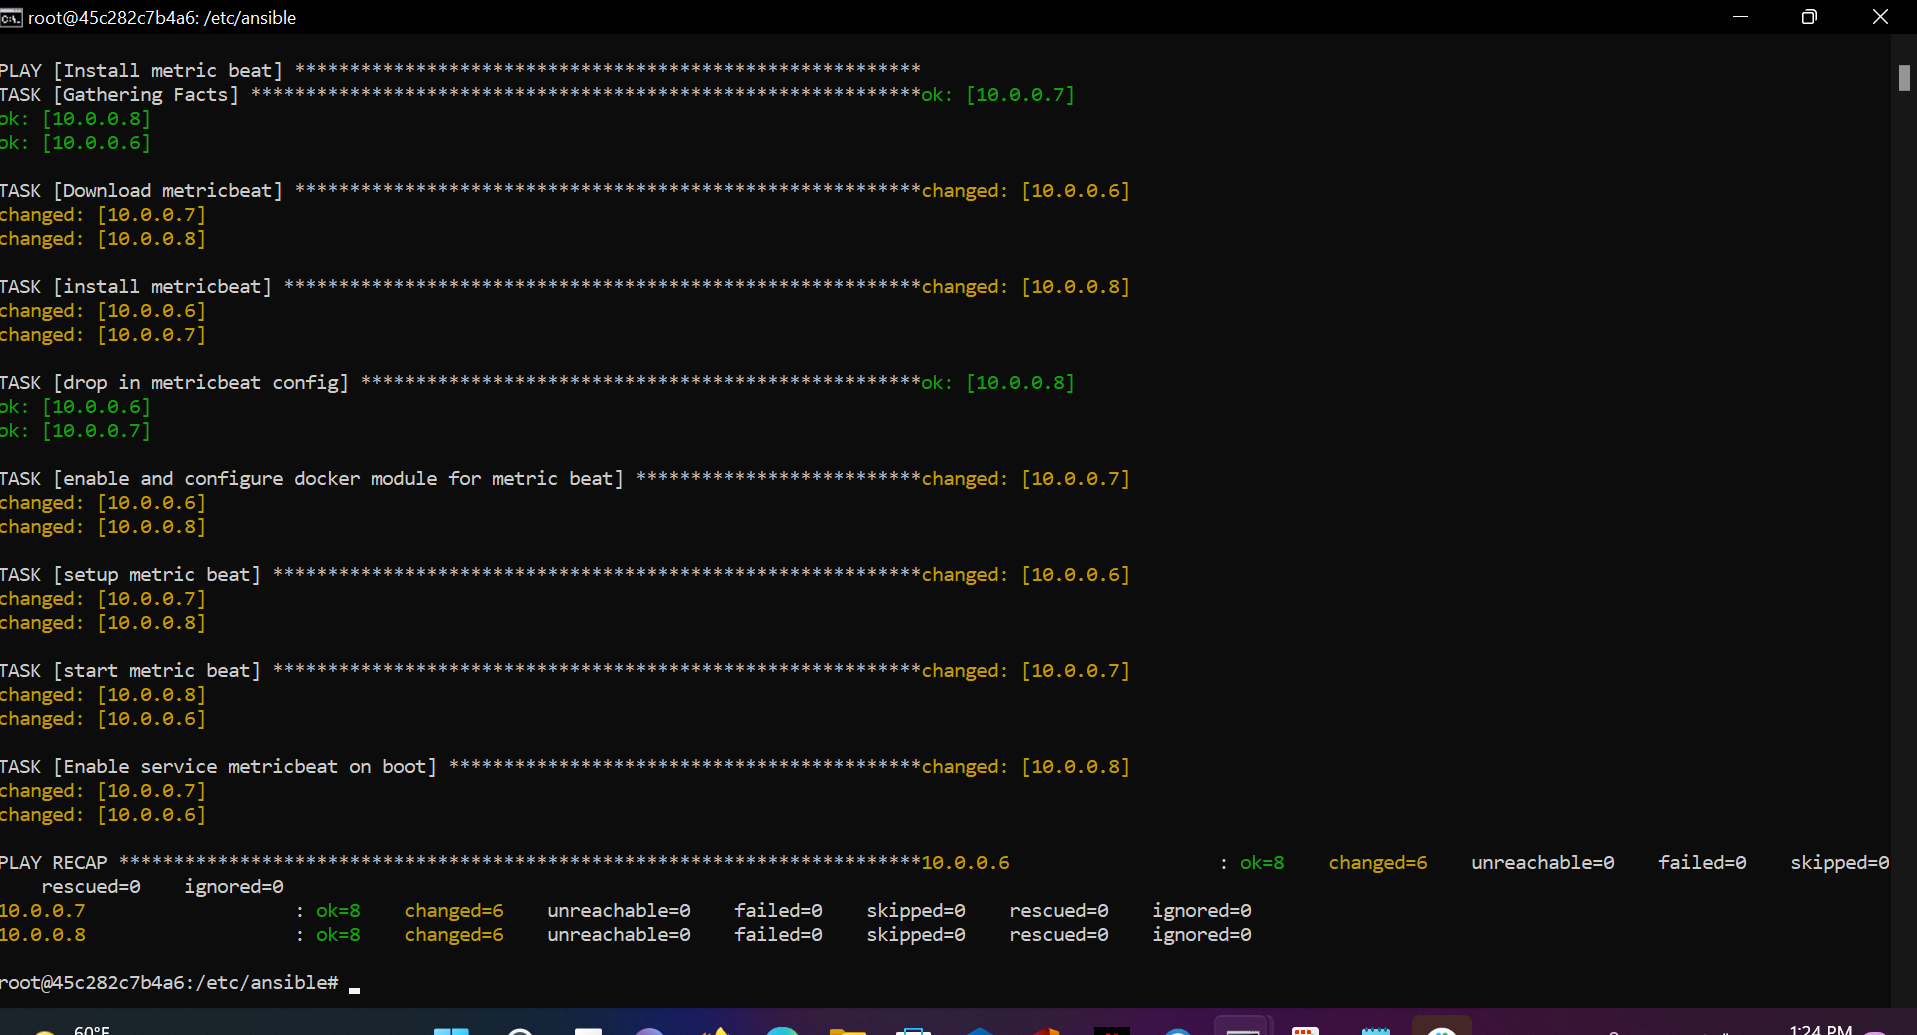 root@45c282c7b4a6: /etc/ansible
PLAY [Install metric beat] *********************************************************
TASK [Gathering Facts] *************************************************************ok: [10.0.0.7]
ok: [10.0.0.8]
ok: [10.0.0.6]
TASK [Download metricbeat] *********************************************************changed: [10.0.0.6]
changed: [10.0.0.7]
changed: [10.0.0.8]
TASK [install metricbeat] **********************************************************changed: [10.0.0.8]
changed: [10.0.0.6]
changed: [10.0.0.7]
TASK [drop in metricbeat config] ***************************************************ok: [10.0.0.8]
ok: [10.0.0.6]
ok: [10.0.0.7]
TASK [enable and configure docker module for metric beat] **************************changed: [10.0.0.7]
changed: [10.0.0.6]
changed: [10.0.0.8]
TASK [setup metric beat] ***********************************************************changed: [10.0.0.6]
changed: [10.0.0.7]
changed: [10.0.0.8]
TASK [start metric beat] ***********************************************************changed: [10.0.0.7]
changed: [10.0.0.8]
changed: [10.0.0.6]
TASK [Enable service metricbeat on boot] *******************************************changed: [10.0.0.8]
changed: [10.0.0.7]
changed: [10.0.0.6]
PLAY RECAP *************************************************************************10.0.0.6 : ok=8 changed=6 unreachable=0 failed=0 skipped=0
rescued=0 ignored=0
10.0.0.7 : ok=8 changed=6 unreachable=0 failed=0 skipped=0 rescued=0 ignored=0
10.0.0.8 : ok=8 changed=6 unreachable=0 failed=0 skipped=0 rescued=0 ignored=0
root@45c282c7b4a6:/etc/ansible#
60°F
1:24 PM